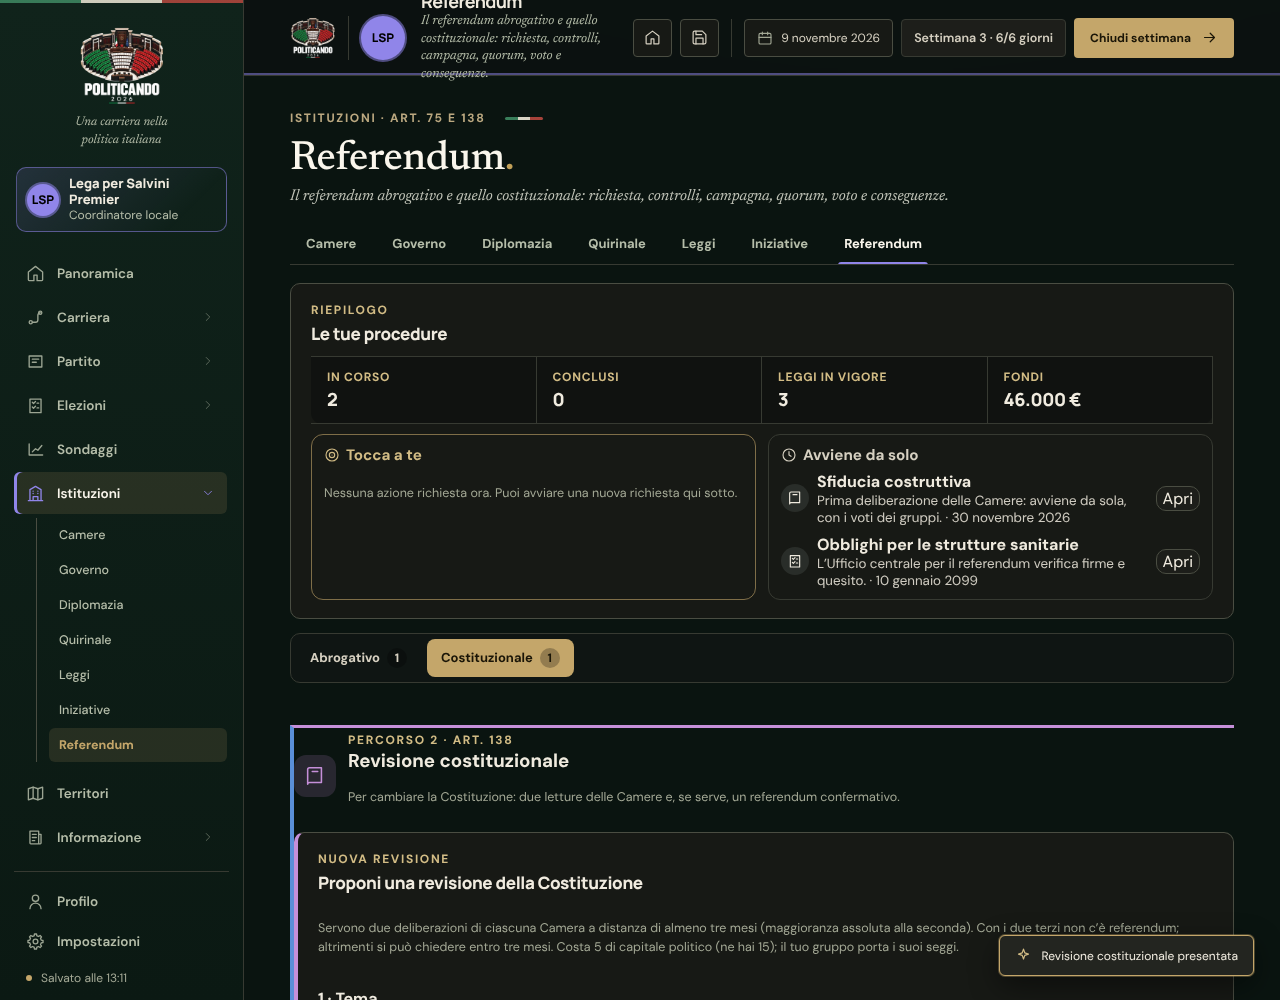 POLITICANDO
2026
Una carriera nella
politica italiana
LSP
Lega per Salvini
Premier
Coordinatore locale
Panoramica
Carriera
Partito
Elezioni
Sondaggi
Istituzioni
Camere
Governo
Diplomazia
Quirinale
Leggi
Iniziative
Referendum
Territori
Informazione
Profilo
Impostazioni
Salvato alle 13:11
POLITICANDO
LSP
Referendum
Il referendum abrogativo e quello
costituzionale: richiesta, controlli,
campagna, quorum, voto e
conseguenze.
9 novembre 2026
Settimana 3 · 6/6 giorni
Chiudi settimana
ISTITUZIONI · ART. 75 E 138
Referendum.
Il referendum abrogativo e quello costituzionale: richiesta, controlli, campagna, quorum, voto e conseguenze.
Camere Governo Diplomazia Quirinale Leggi Iniziative Referendum
RIEPILOGO
Le tue procedure
IN CORSO
2
CONCLUSI
0
LEGGI IN VIGORE
3
FONDI
46.000 €
Tocca a te
Nessuna azione richiesta ora. Puoi avviare una nuova richiesta qui sotto.
Avviene da solo
Sfiducia costruttiva
Prima deliberazione delle Camere: avviene da sola,
con i voti dei gruppi. · 30 novembre 2026
Apri
Obblighi per le strutture sanitarie
L'Ufficio centrale per il referendum verifica firme e
quesito. · 10 gennaio 2099
Apri
Abrogativo 1
Costituzionale 1
PERCORSO 2 · ART. 138
Revisione costituzionale
Per cambiare la Costituzione: due letture delle Camere e, se serve, un referendum confermativo.
NUOVA REVISIONE
Proponi una revisione della Costituzione
Servono due deliberazioni di ciascuna Camera a distanza di almeno tre mesi (maggioranza assoluta alla seconda). Con i due terzi non c'è referendum;
altrimenti si può chiedere entro tre mesi. Costa 5 di capitale politico (ne hai 15); il tuo gruppo porta i suoi seggi.
Revisione costituzionale presentata
1 · Tema